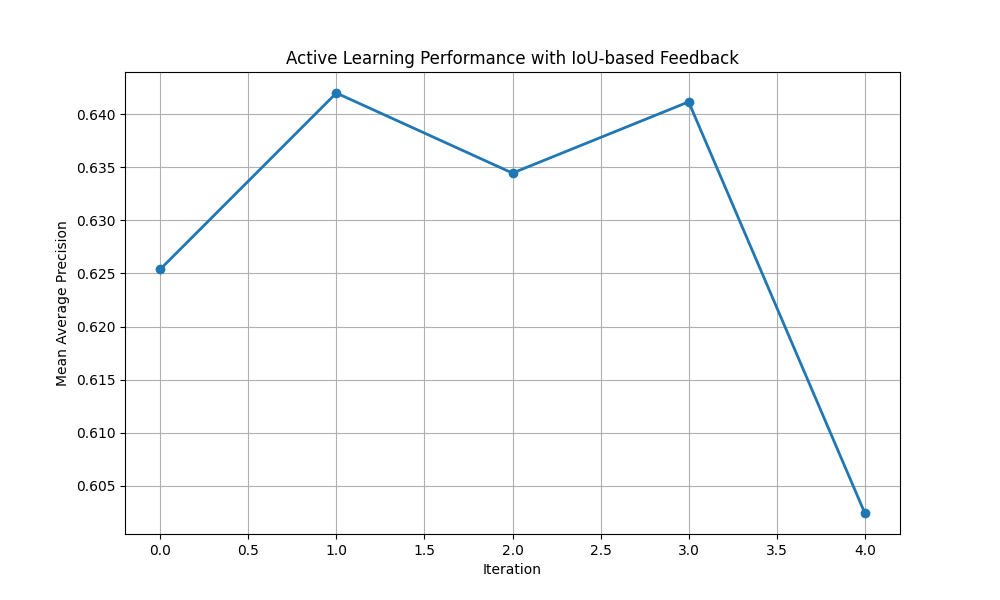 Active Learning Performance with IoU-based Feedback
Mean Average Precision
0.640
0.635
0.630
0.625
0.620
0.615
0.610
0.605
0.0 0.5 1.0 1.5 2.0 2.5 3.0 3.5 4.0
Iteration